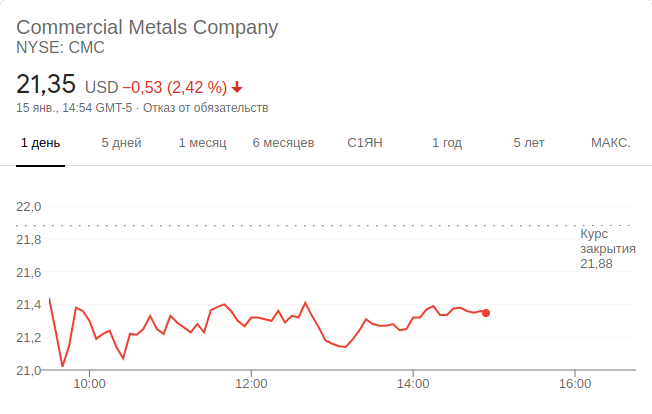 Commercial Metals Company
NYSE: CMC
21,35 USD −0,53 (2,42 %)
15 янв., 14:54 GMT-5 · Отказ от обязательств
1 день 5 дней 1 месяц 6 месяцев С1ЯН 1 год 5 лет МАКС.
22,0
21,8
21,6
21,4
21,2
21,0
Курс
закрытия
21,88
10:00 12:00 14:00 16:00